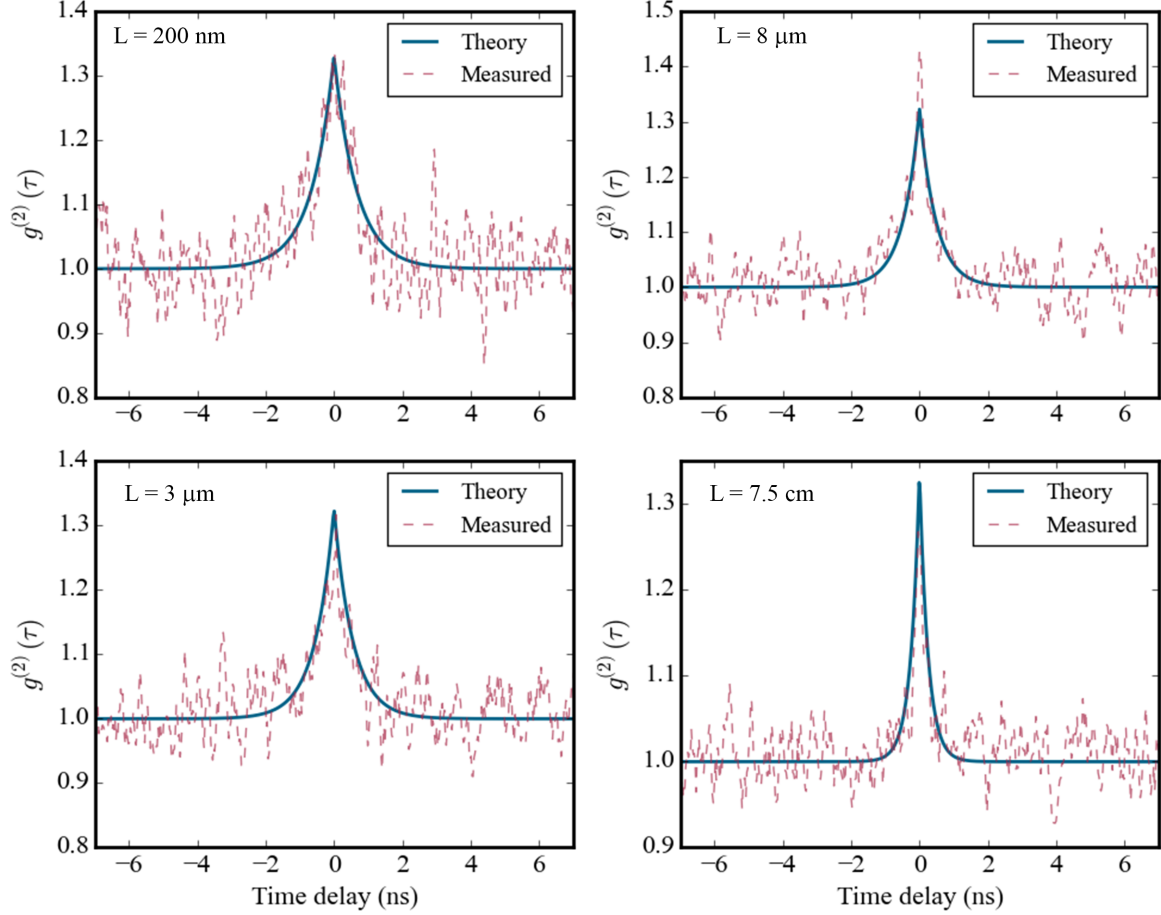 L = 200 nm
Theory
Measured
g(2) (τ)
1.4
1.3
1.2
1.1
1.0
0.9
0.8
−6 −4 −2 0 2 4 6
L = 8 μm
Theory
Measured
g(2) (τ)
1.5
1.4
1.3
1.2
1.1
1.0
0.9
0.8
−6 −4 −2 0 2 4 6
L = 3 μm
Theory
Measured
g(2) (τ)
1.4
1.3
1.2
1.1
1.0
0.9
0.8
−6 −4 −2 0 2 4 6
Time delay (ns)
L = 7.5 cm
Theory
Measured
g(2) (τ)
1.3
1.2
1.1
1.0
0.9
−6 −4 −2 0 2 4 6
Time delay (ns)